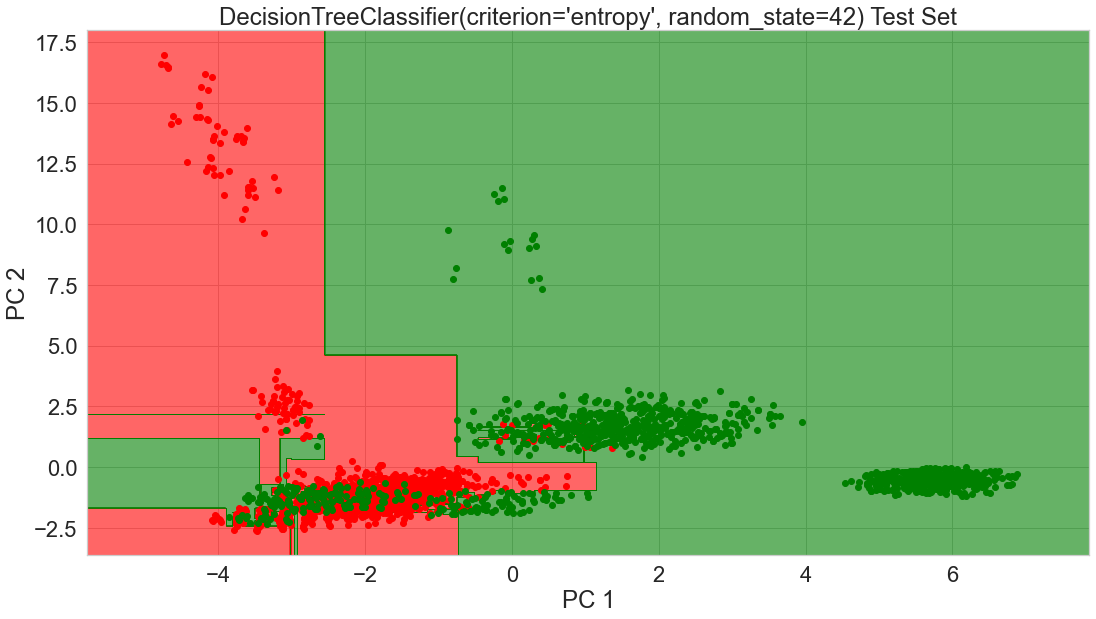 DecisionTreeClassifier(criterion='entropy', random_state=42) Test Set
17.5
15.0
12.5
10.0
7.5
5.0
2.5
0.0
−2.5
PC 2
−4 −2 0 2 4 6
PC 1